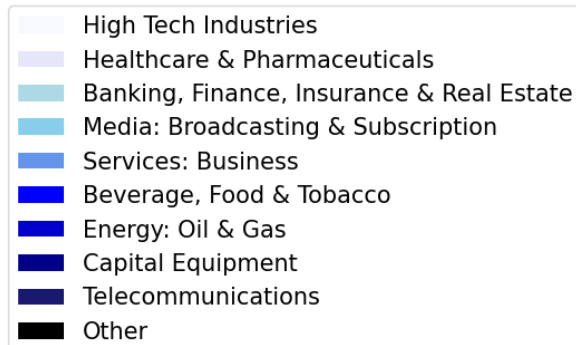 High Tech Industries
Healthcare & Pharmaceuticals
Banking, Finance, Insurance & Real Estate
Media: Broadcasting & Subscription
Services: Business
Beverage, Food & Tobacco
Energy: Oil & Gas
Capital Equipment
Telecommunications
Other